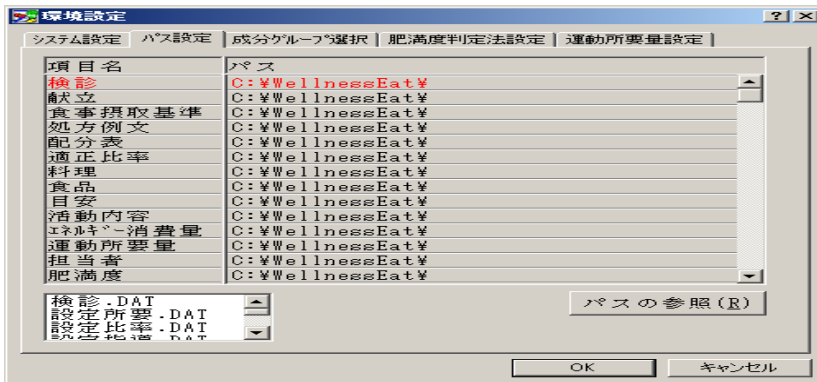 環境設定
システム設定 パス設定 成分グループ選択 肥満度判定法設定 運動所要量設定
項目名 パス
検診 C:¥WellnessEat¥
献立 C:¥WellnessEat¥
食事摂取基準 C:¥WellnessEat¥
処方例文 C:¥WellnessEat¥
配分表 C:¥WellnessEat¥
適正比率 C:¥WellnessEat¥
料理 C:¥WellnessEat¥
食品 C:¥WellnessEat¥
目安 C:¥WellnessEat¥
活動内容 C:¥WellnessEat¥
エネルギー消費量 C:¥WellnessEat¥
運動所要量 C:¥WellnessEat¥
担当者 C:¥WellnessEat¥
肥満度 C:¥WellnessEat¥
検診.DAT
設定所要.DAT
設定比率.DAT
パスの参照(R)
OK キャンセル